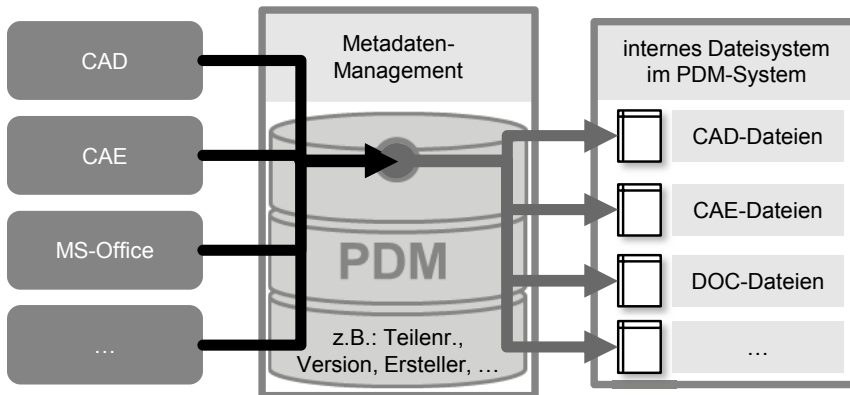 CAD
CAE
MS-Office
…
Metadaten-
Management
PDM
z.B.: Teilenr.,
Version, Ersteller, …
internes Dateisystem
im PDM-System
CAD-Dateien
CAE-Dateien
DOC-Dateien
…